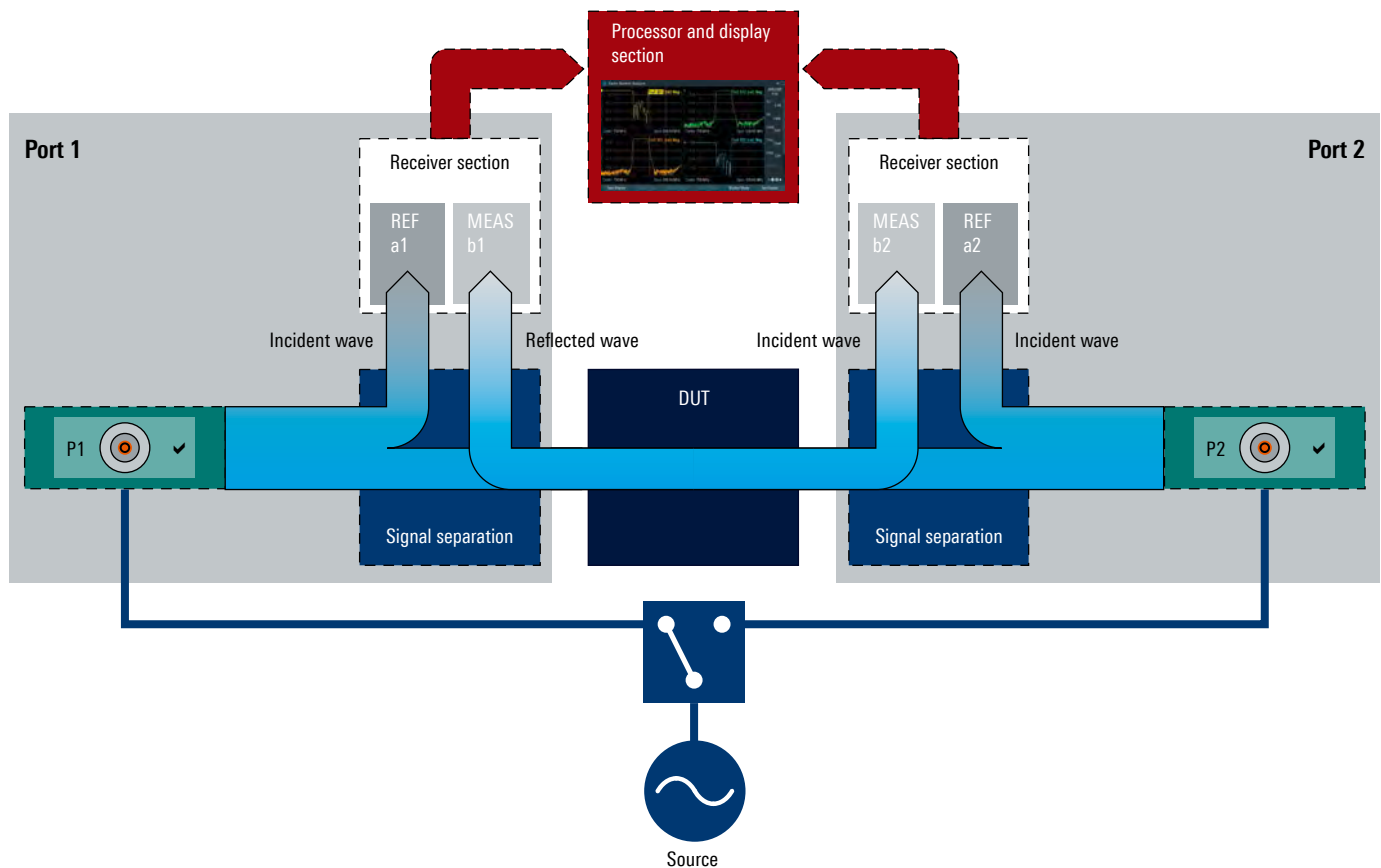 Processor and display
section
Port 1
Port 2
Receiver section
Receiver section
REF
a1
MEAS
b1
MEAS
b2
REF
a2
Incident wave
Reflected wave
Incident wave
Incident wave
DUT
P1
P2
Signal separation
Signal separation
Source